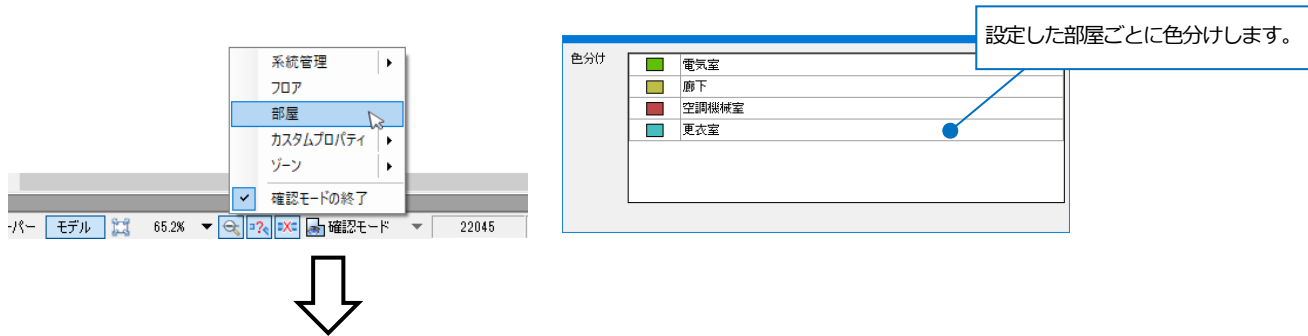 系統管理
フロア
部屋
カスタムプロパティ
ゾーン
確認モードの終了
-パー モデル 65.2% 確認モード 22045
設定した部屋ごとに色分けします。
色分け
電気室
廊下
空調機械室
更衣室